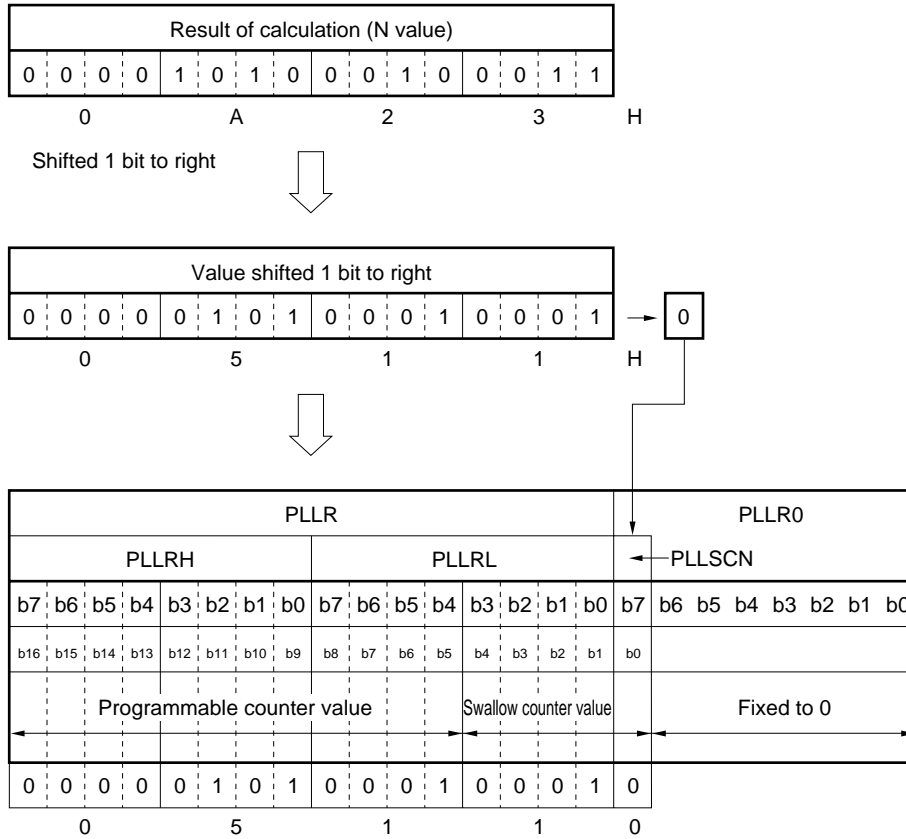 Result of calculation (N value)
0 0 0 0 1 0 1 0 0 0 1 0 0 0 1 1
0 A 2 3 H
Shifted 1 bit to right
Value shifted 1 bit to right
0 0 0 0 0 1 0 1 0 0 0 1 0 0 0 1 0
0 5 1 1 H
PLLR PLLR0
PLLRH PLLRL PLLSCN
b7 b6 b5 b4 b3 b2 b1 b0 b7 b6 b5 b4 b3 b2 b1 b0 b7 b6 b5 b4 b3 b2 b1 b0
b16 b15 b14 b13 b12 b11 b10 b9 b8 b7 b6 b5 b4 b3 b2 b1 b0
Programmable counter value Swallow counter value Fixed to 0
0 0 0 0 0 1 0 1 0 0 0 1 0 0 0 1 0
0 5 1 1 0